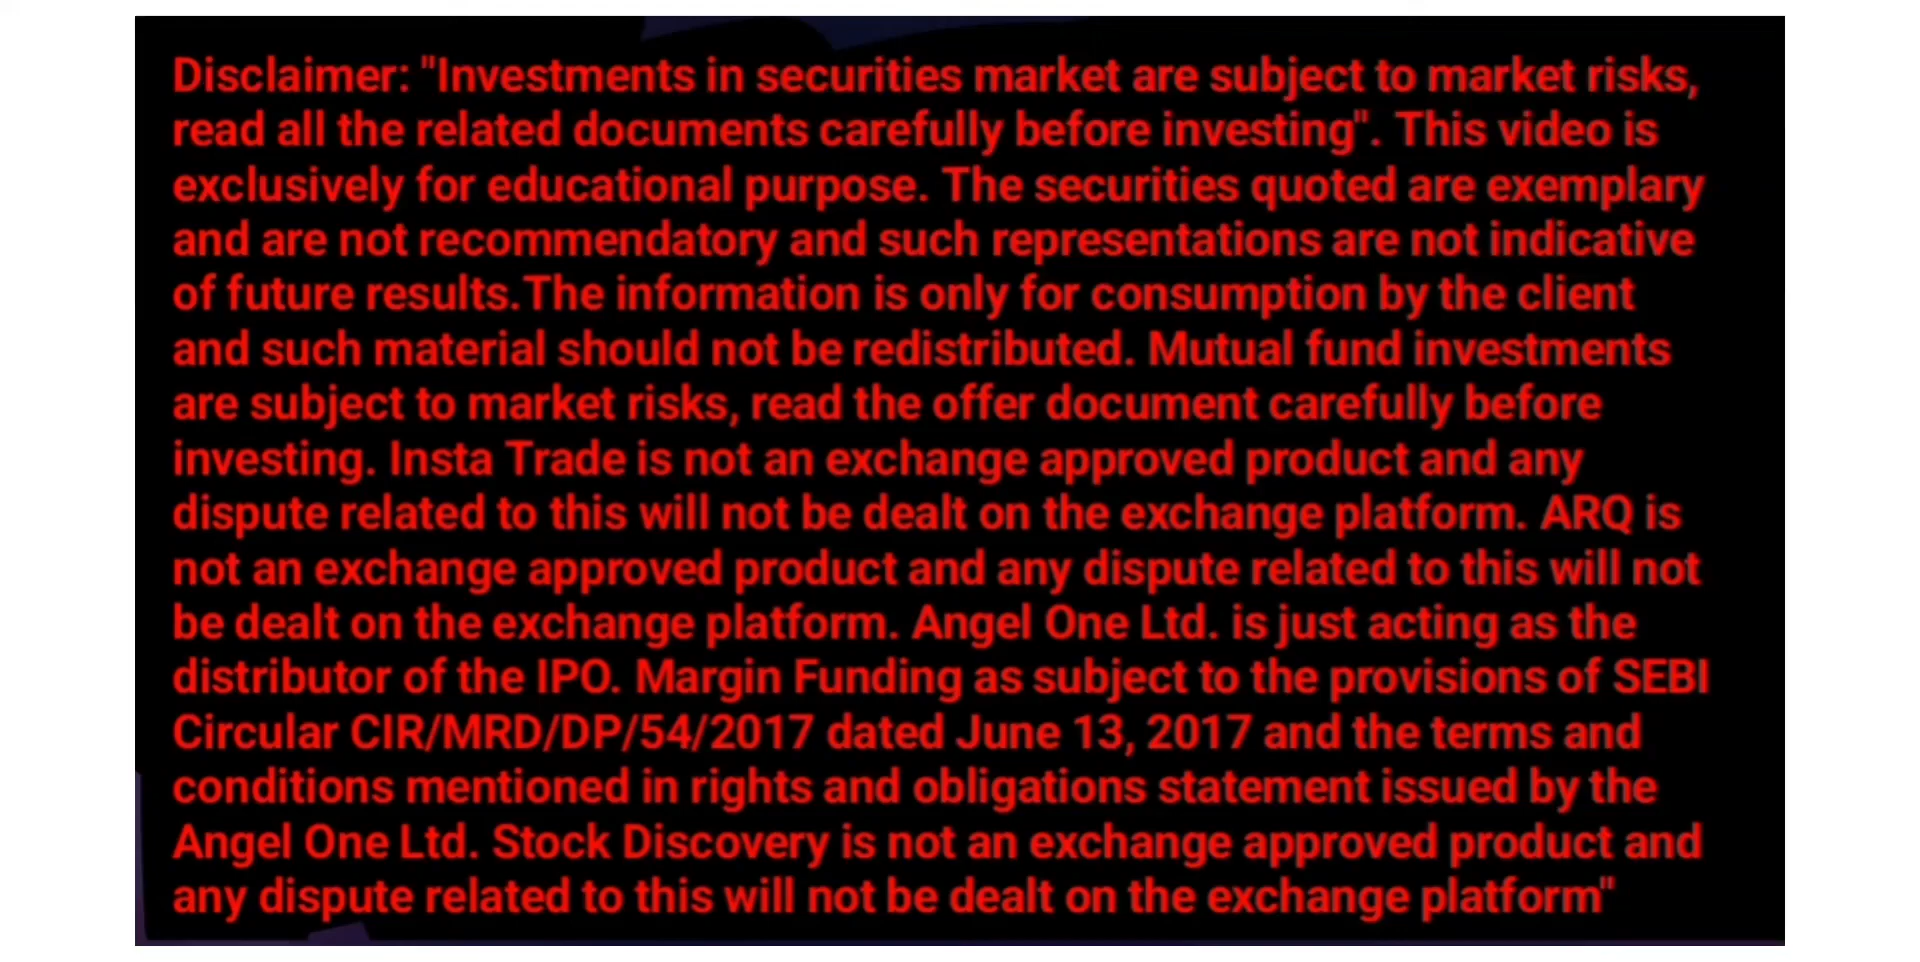 Disclaimer: "Investments in securities market are subject to market risks,
read all the related documents carefully before investing". This video is
exclusively for educational purpose. The securities quoted are exemplary
and are not recommendatory and such representations are not indicative
of future results.The information is only for consumption by the client
and such material should not be redistributed. Mutual fund investments
are subject to market risks, read the offer document carefully before
investing. Insta Trade is not an exchange approved product and any
dispute related to this will not be dealt on the exchange platform. ARQ is
not an exchange approved product and any dispute related to this will not
be dealt on the exchange platform. Angel One Ltd. is just acting as the
distributor of the IPO. Margin Funding as subject to the provisions of SEBI
Circular CIR/MRD/DP/54/2017 dated June 13, 2017 and the terms and
conditions mentioned in rights and obligations statement issued by the
Angel One Ltd. Stock Discovery is not an exchange approved product and
any dispute related to this will not be dealt on the exchange platform"